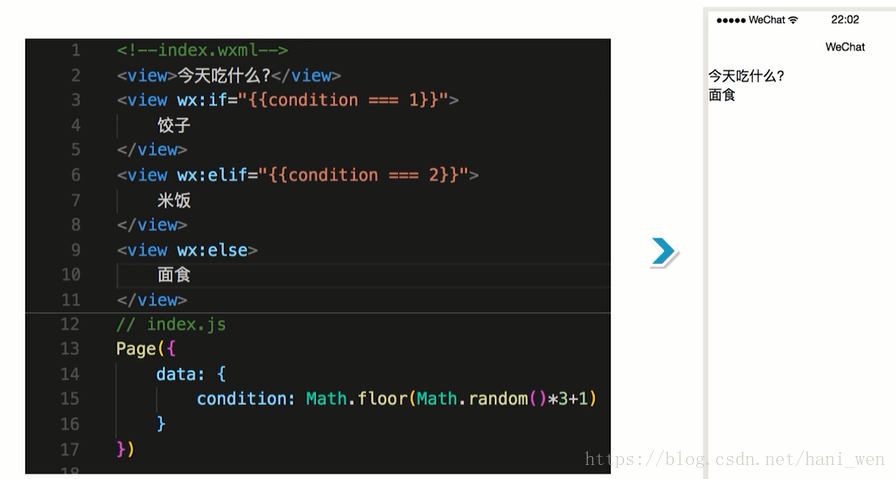 1 <!--index.wxml-->
2 <view>今天吃什么?</view>
3 <view wx:if="{{condition === 1}}">
4 饺子
5 </view>
6 <view wx:elif="{{condition === 2}}">
7 米饭
8 </view>
9 <view wx:else>
10 面食
11 </view>
12 // index.js
13 Page({
14 data: {
15 condition: Math.floor(Math.random()*3+1)
16 }
17 })
18
WeChat 22:02
WeChat
今天吃什么?
面食
https://blog.csdn.net/hani_wen